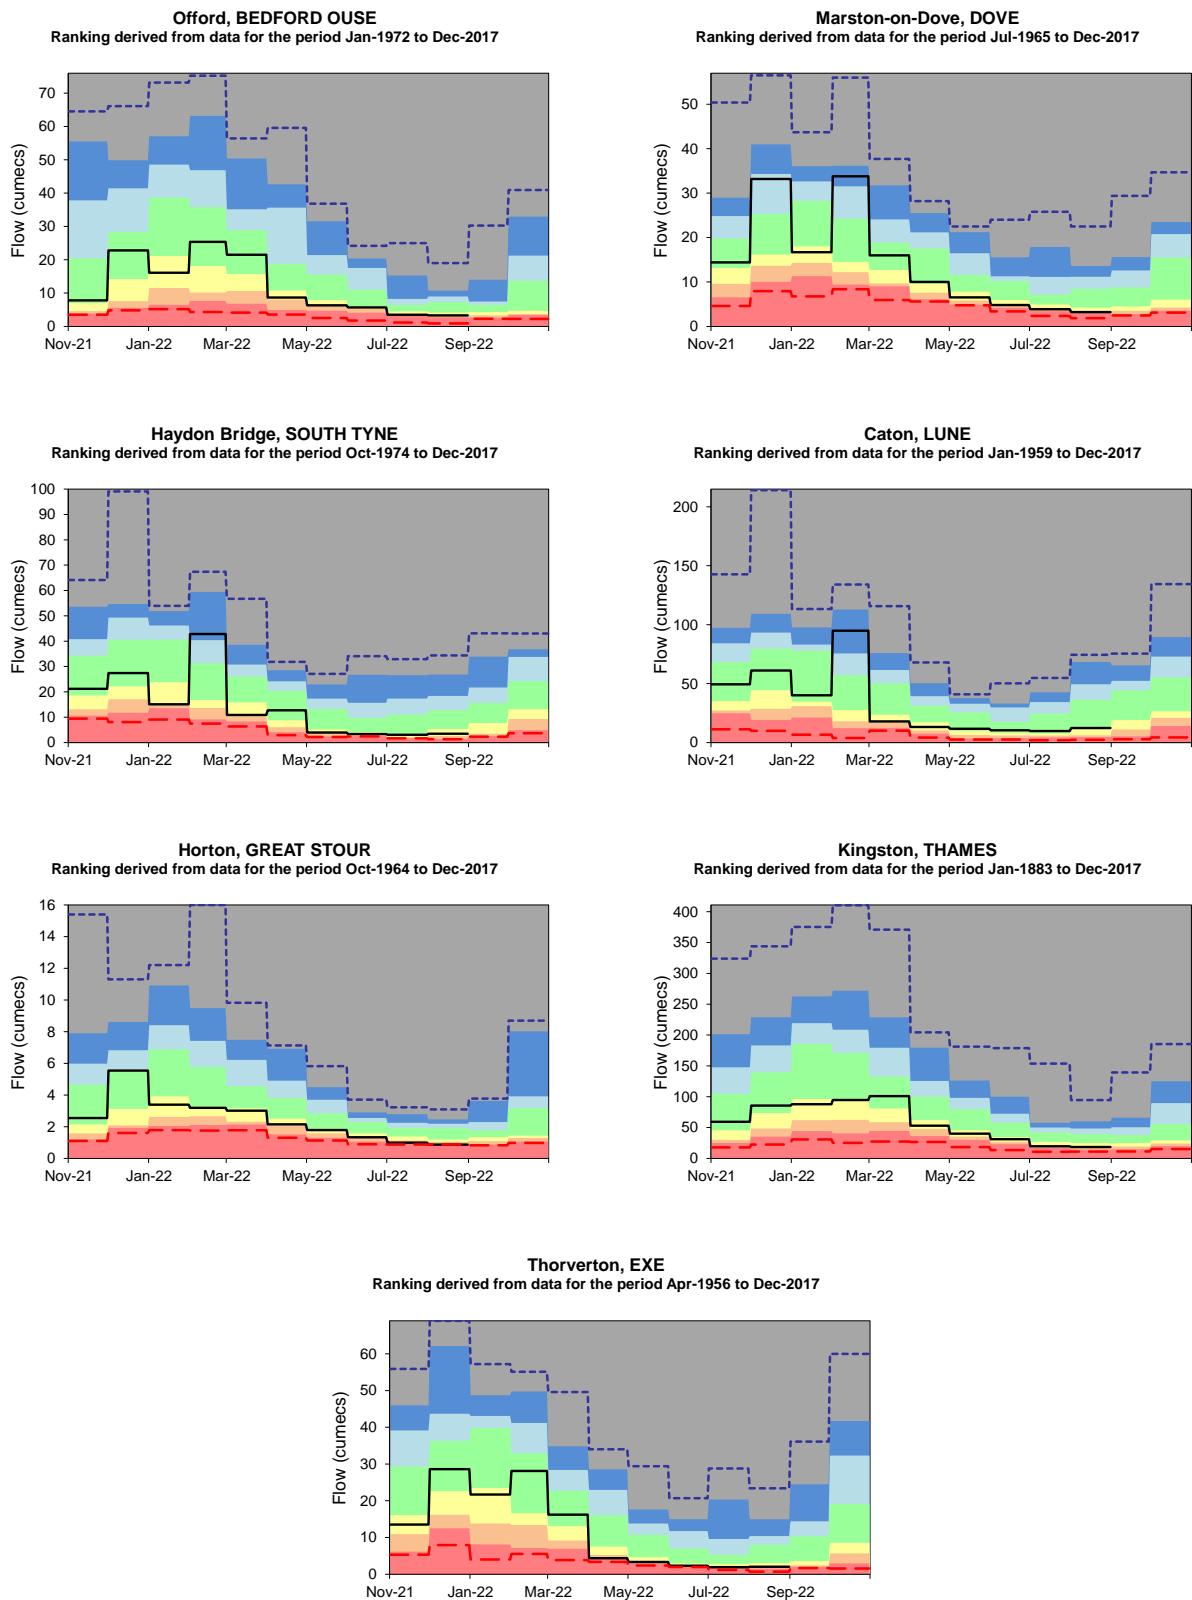 Offord, BEDFORD OUSE
Ranking derived from data for the period Jan-1972 to Dec-2017
70
60
50
40
30
20
10
0
Flow (cumecs)
Nov-21 Jan-22 Mar-22 May-22 Jul-22 Sep-22
Marston-on-Dove, DOVE
Ranking derived from data for the period Jul-1965 to Dec-2017
50
40
30
20
10
0
Flow (cumecs)
Nov-21 Jan-22 Mar-22 May-22 Jul-22 Sep-22
Haydon Bridge, SOUTH TYNE
Ranking derived from data for the period Oct-1974 to Dec-2017
100
90
80
70
60
50
40
30
20
10
0
Flow (cumecs)
Nov-21 Jan-22 Mar-22 May-22 Jul-22 Sep-22
Caton, LUNE
Ranking derived from data for the period Jan-1959 to Dec-2017
200
150
100
50
0
Flow (cumecs)
Nov-21 Jan-22 Mar-22 May-22 Jul-22 Sep-22
Horton, GREAT STOUR
Ranking derived from data for the period Oct-1964 to Dec-2017
16
14
12
10
8
6
4
2
0
Flow (cumecs)
Nov-21 Jan-22 Mar-22 May-22 Jul-22 Sep-22
Kingston, THAMES
Ranking derived from data for the period Jan-1883 to Dec-2017
400
350
300
250
200
150
100
50
0
Flow (cumecs)
Nov-21 Jan-22 Mar-22 May-22 Jul-22 Sep-22
Thorverton, EXE
Ranking derived from data for the period Apr-1956 to Dec-2017
60
50
40
30
20
10
0
Flow (cumecs)
Nov-21 Jan-22 Mar-22 May-22 Jul-22 Sep-22